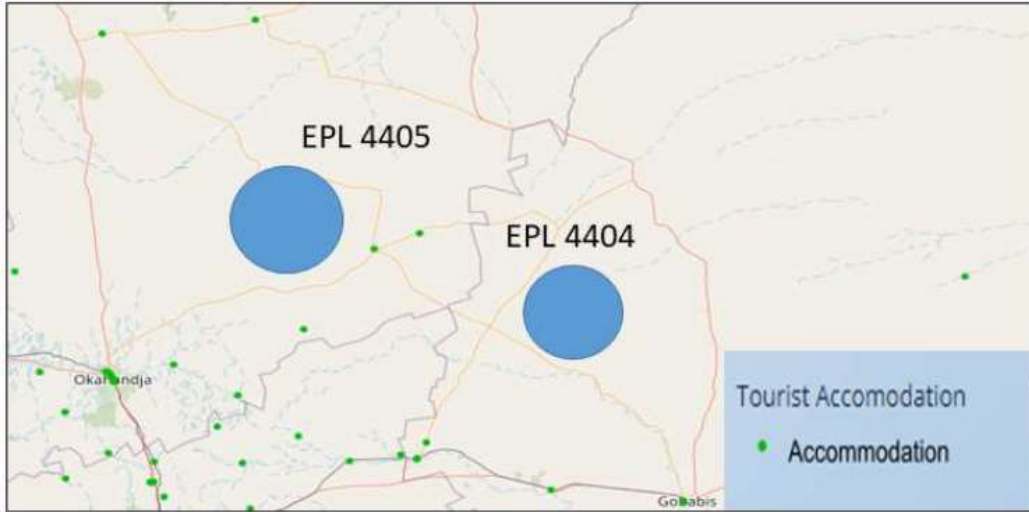 EPL 4405
EPL 4404
Okahandja
Tourist Accomodation
Accommodation
Gobabis